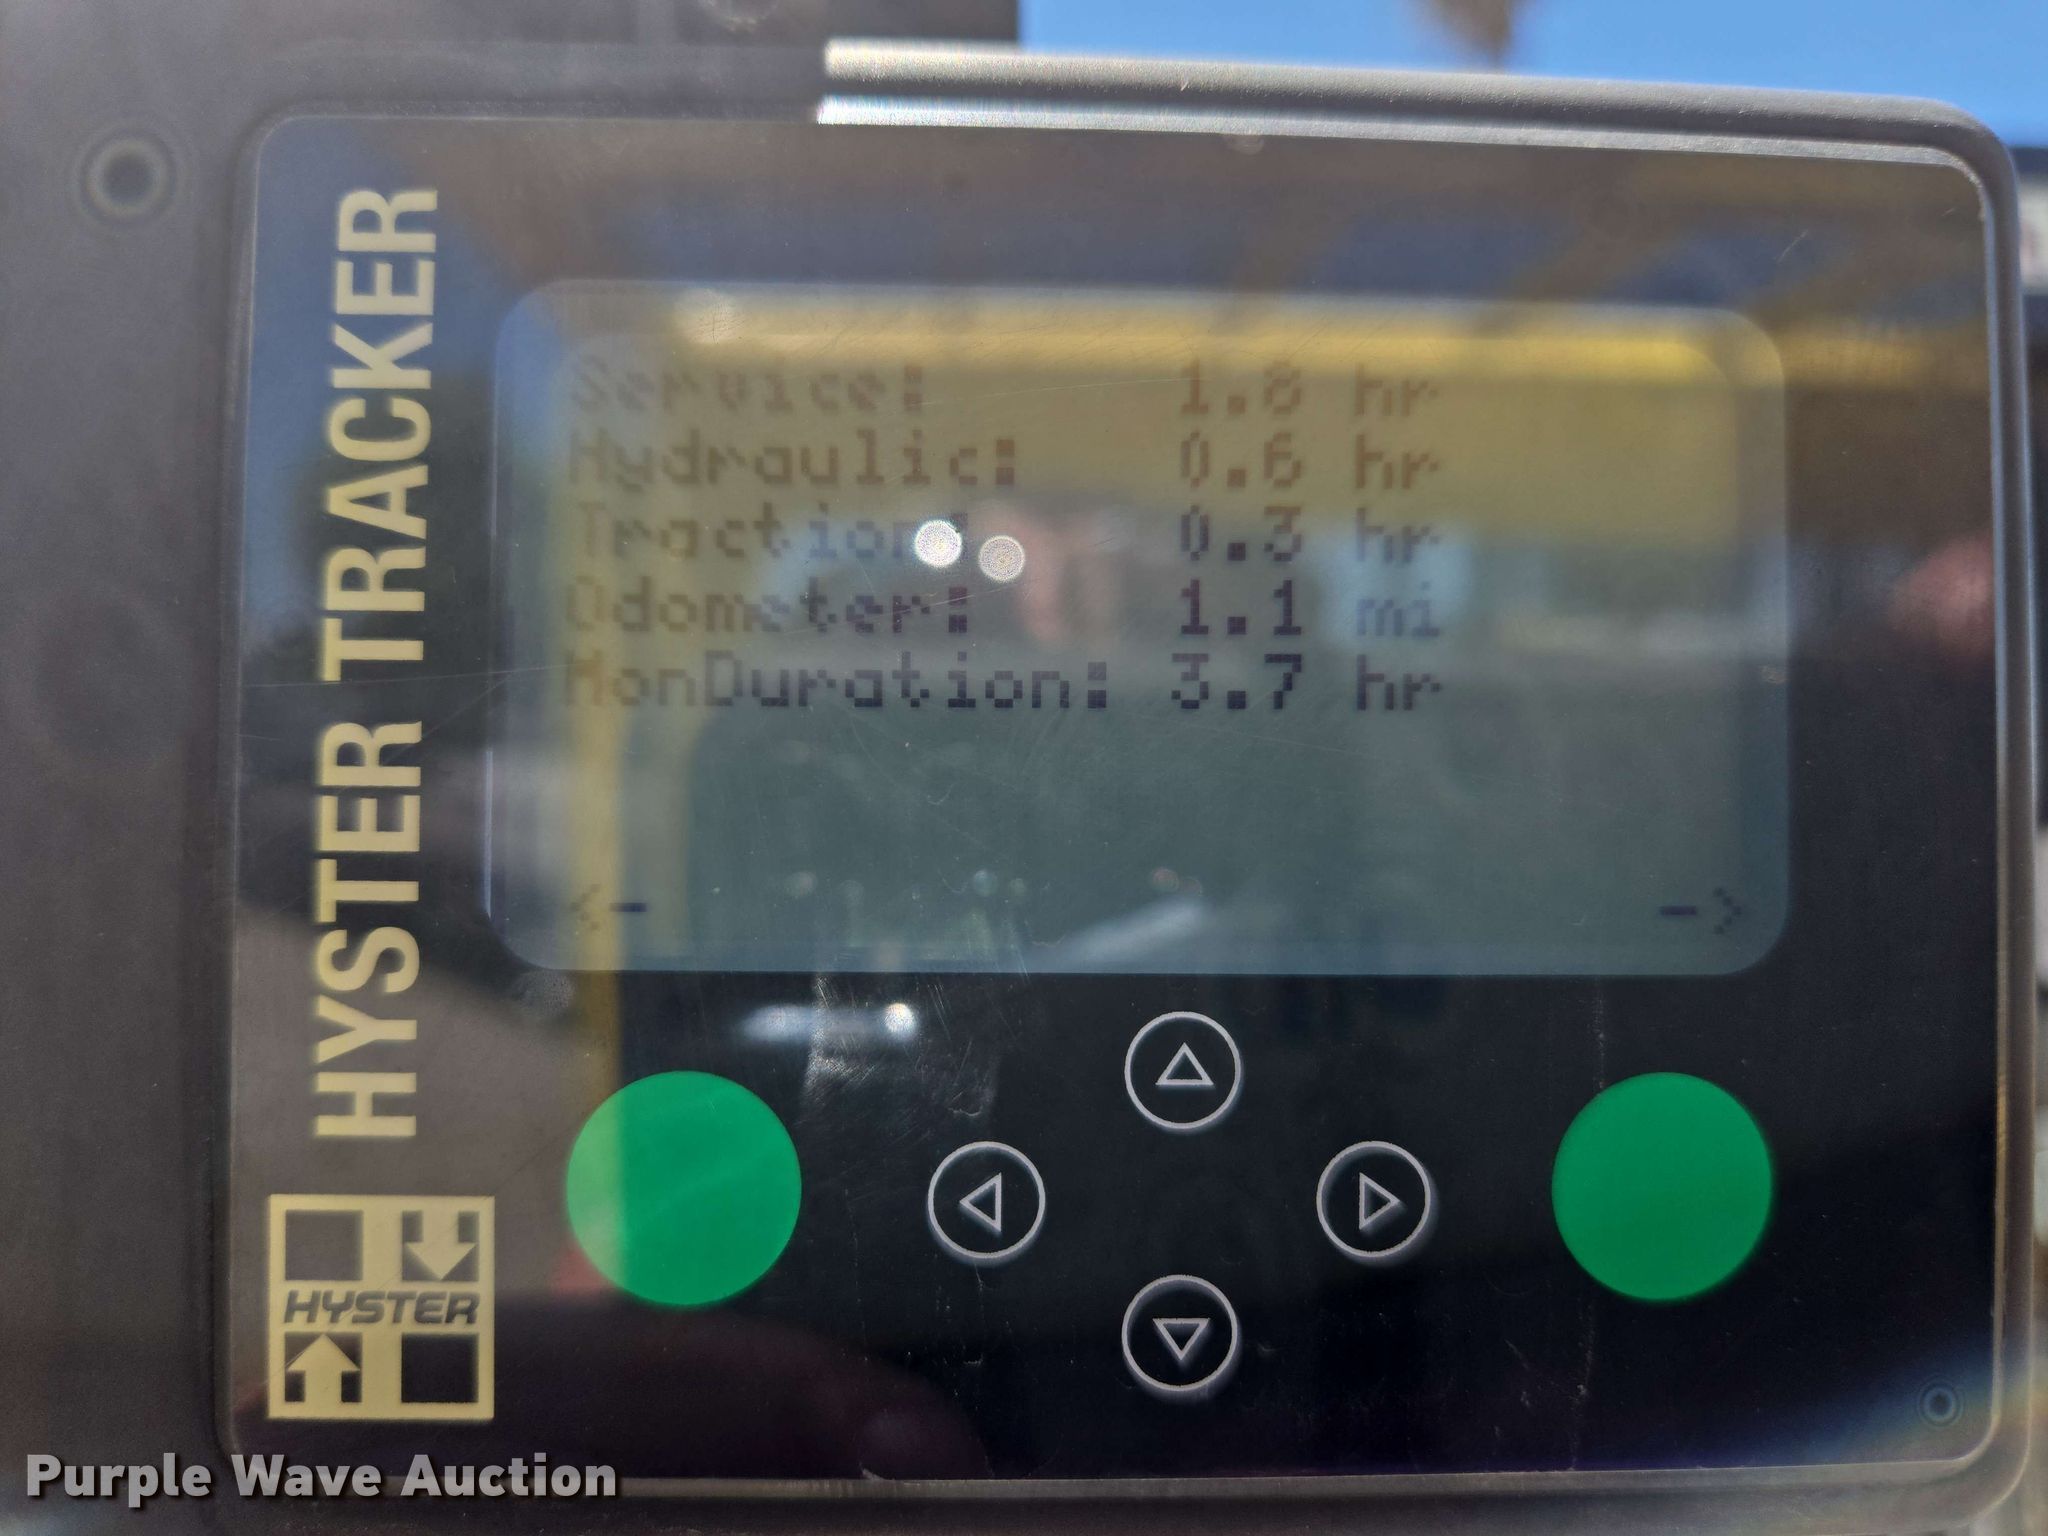 HYSTER TRACKER
Service: 1.8 hr
Hydraulic: 0.6 hr
Traction: 0.3 hr
Odometer: 1.1 mi
MonDuration: 3.7 hr
<- ->
HYSTER
Purple Wave Auction